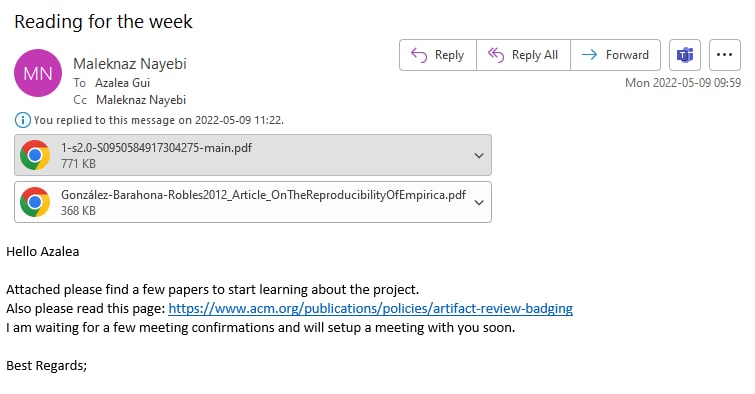 Reading for the week
MN
Maleknaz Nayebi
To Azalea Gui
Cc Maleknaz Nayebi
Reply
Reply All
Forward
Mon 2022-05-09 09:59
You replied to this message on 2022-05-09 11:22.
1-s2.0-S0950584917304275-main.pdf
771 KB
González-Barahona-Robles2012_Article_OnTheReproducibilityOfEmpirica.pdf
368 KB
Hello Azalea
Attached please find a few papers to start learning about the project.
Also please read this page: https://www.acm.org/publications/policies/artifact-review-badging
I am waiting for a few meeting confirmations and will setup a meeting with you soon.
Best Regards;